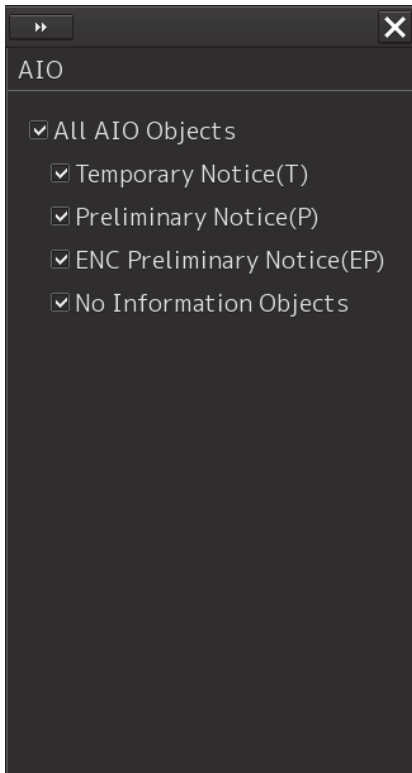 AIO
All AIO Objects
Temporary Notice(T)
Preliminary Notice(P)
ENC Preliminary Notice(EP)
No Information Objects